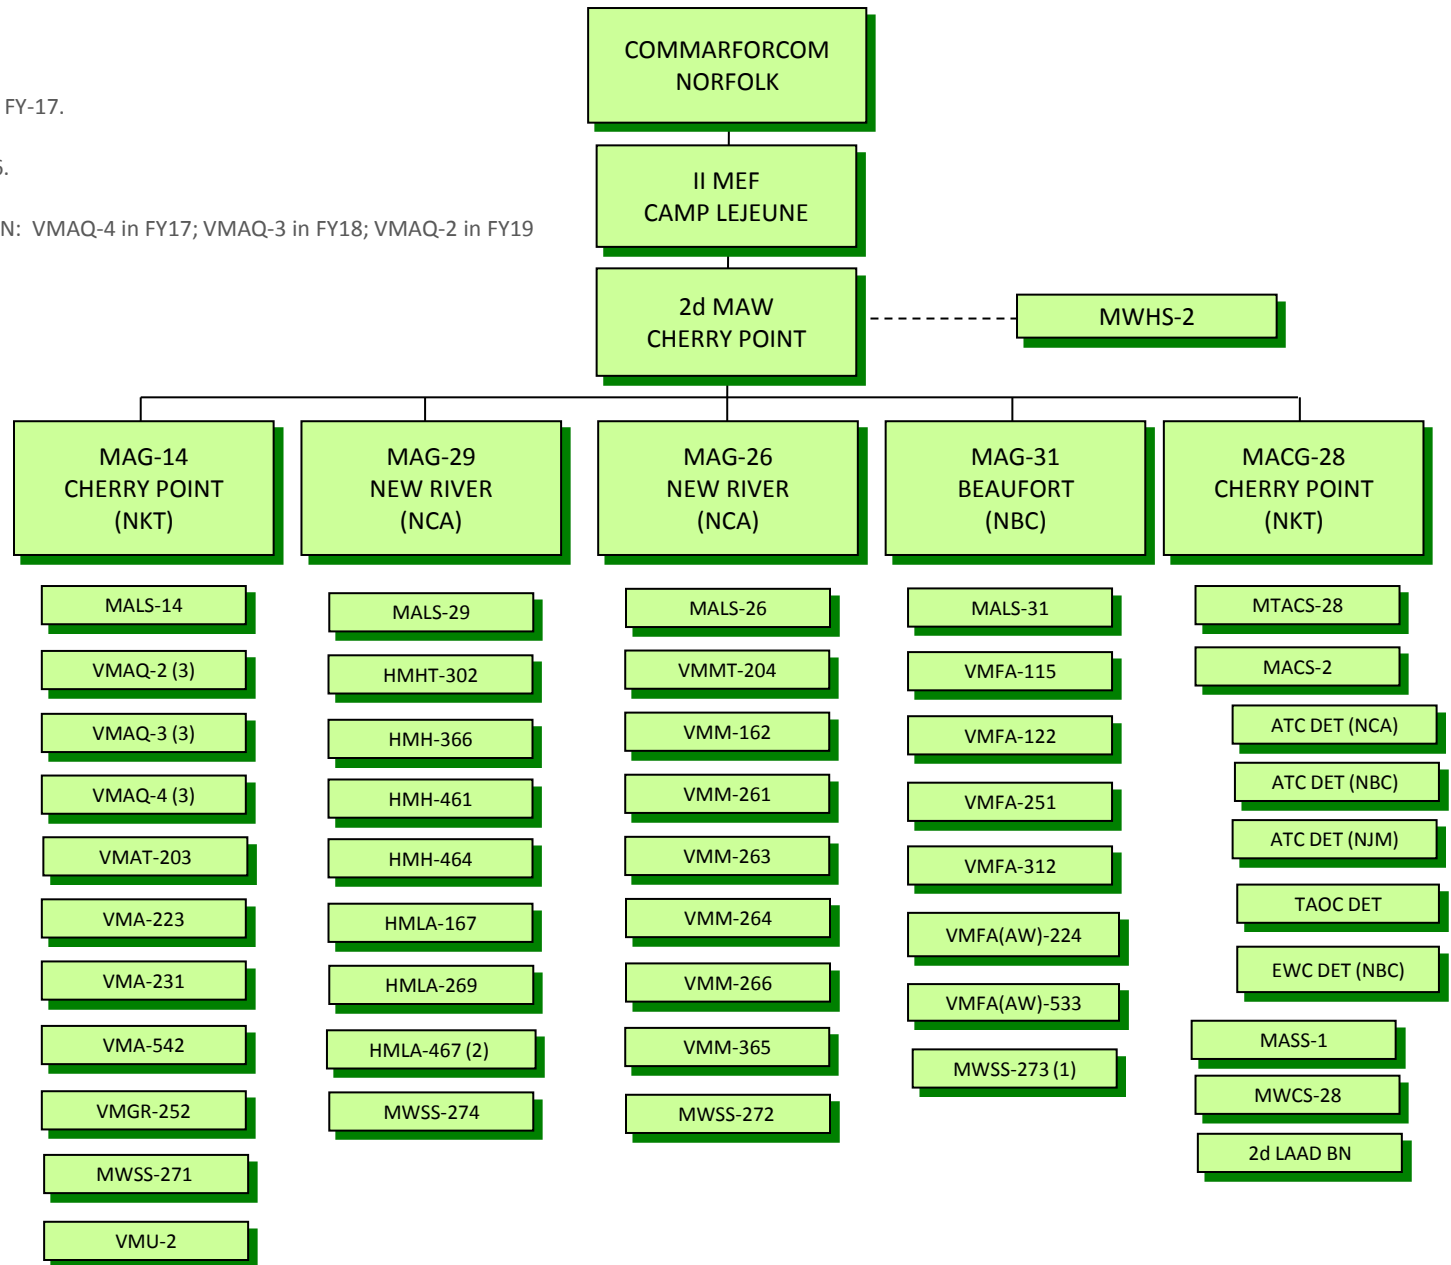 COMMARFORCOM
NORFOLK
FY-17.
6.
N: VMAQ-4 in FY17; VMAQ-3 in FY18; VMAQ-2 in FY19
II MEF
CAMP LEJEUNE
2d MAW
CHERRY POINT
MWHS-2
MAG-14
CHERRY POINT
(NKT)
MALS-14
VMAQ-2 (3)
VMAQ-3 (3)
VMAQ-4 (3)
VMAT-203
VMA-223
VMA-231
VMA-542
VMGR-252
MWSS-271
VMU-2
MAG-29
NEW RIVER
(NCA)
MALS-29
HMHT-302
HMH-366
HMH-461
HMH-464
HMLA-167
HMLA-269
HMLA-467 (2)
MWSS-274
MAG-26
NEW RIVER
(NCA)
MALS-26
VMMT-204
VMM-162
VMM-261
VMM-263
VMM-264
VMM-266
VMM-365
MWSS-272
MAG-31
BEAUFORT
(NBC)
MALS-31
VMFA-115
VMFA-122
VMFA-251
VMFA-312
VMFA(AW)-224
VMFA(AW)-533
MWSS-273 (1)
MACG-28
CHERRY POINT
(NKT)
MTACS-28
MACS-2
ATC DET (NCA)
ATC DET (NBC)
ATC DET (NJM)
TAOC DET
EWC DET (NBC)
MASS-1
MWCS-28
2d LAAD BN